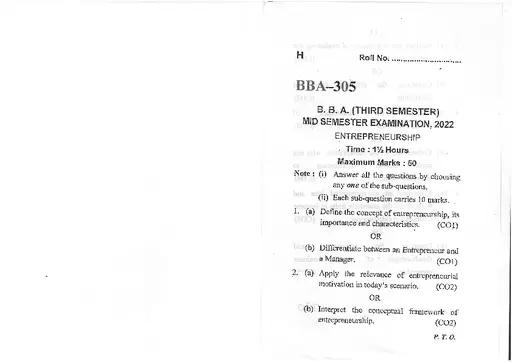 H Roll No. ..............................
BBA–305
B. B. A. (THIRD SEMESTER)
MID SEMESTER EXAMINATION, 2022
ENTREPRENEURSHIP
Time : 1½ Hours
Maximum Marks : 50
Note : (i) Answer all the questions by choosing
any one of the sub-questions.
(ii) Each sub-question carries 10 marks.
1. (a) Define the concept of entrepreneurship, its
importance and characteristics. (CO1)
OR
(b) Differentiate between an Entrepreneur and
a Manager. (CO1)
2. (a) Apply the relevance of entrepreneurial
motivation in today's scenario. (CO2)
OR
(b) Interpret the conceptual framework of
entrepreneurship. (CO2)
P. T. O.